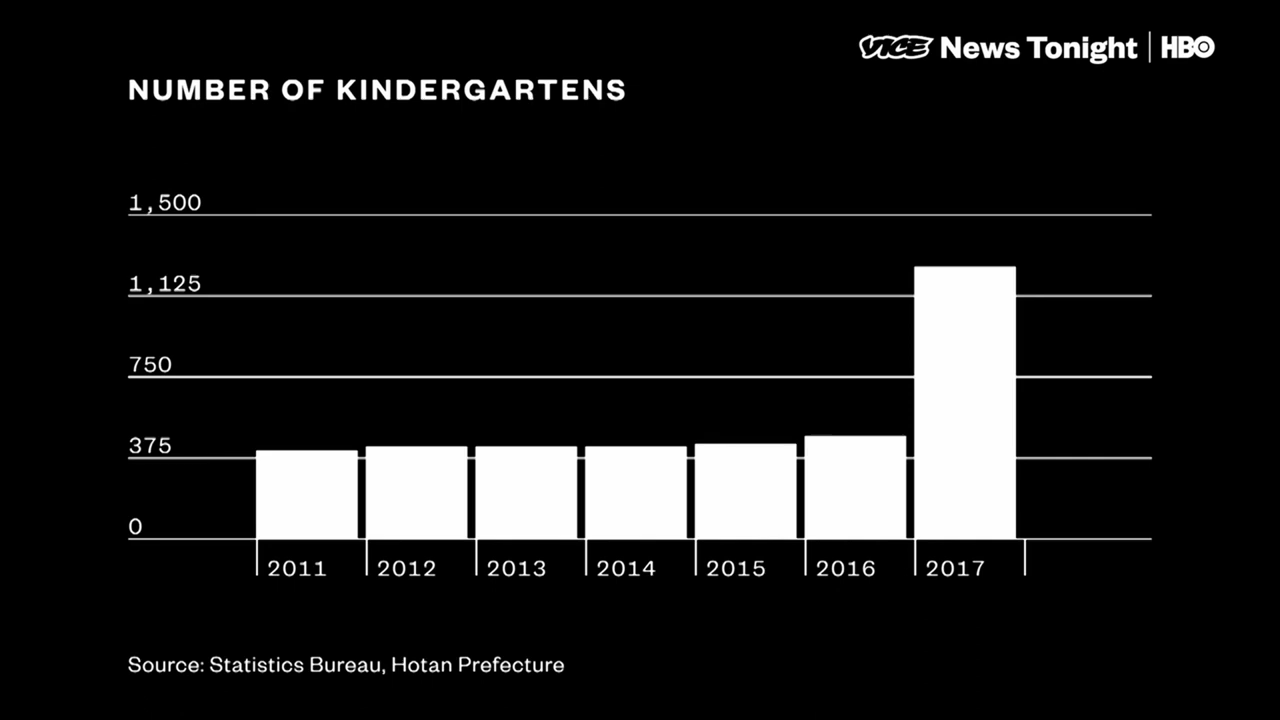 VICE News Tonight | HBO
NUMBER OF KINDERGARTENS
1,500
1,125
750
375
0
2011 2012 2013 2014 2015 2016 2017
Source: Statistics Bureau, Hotan Prefecture